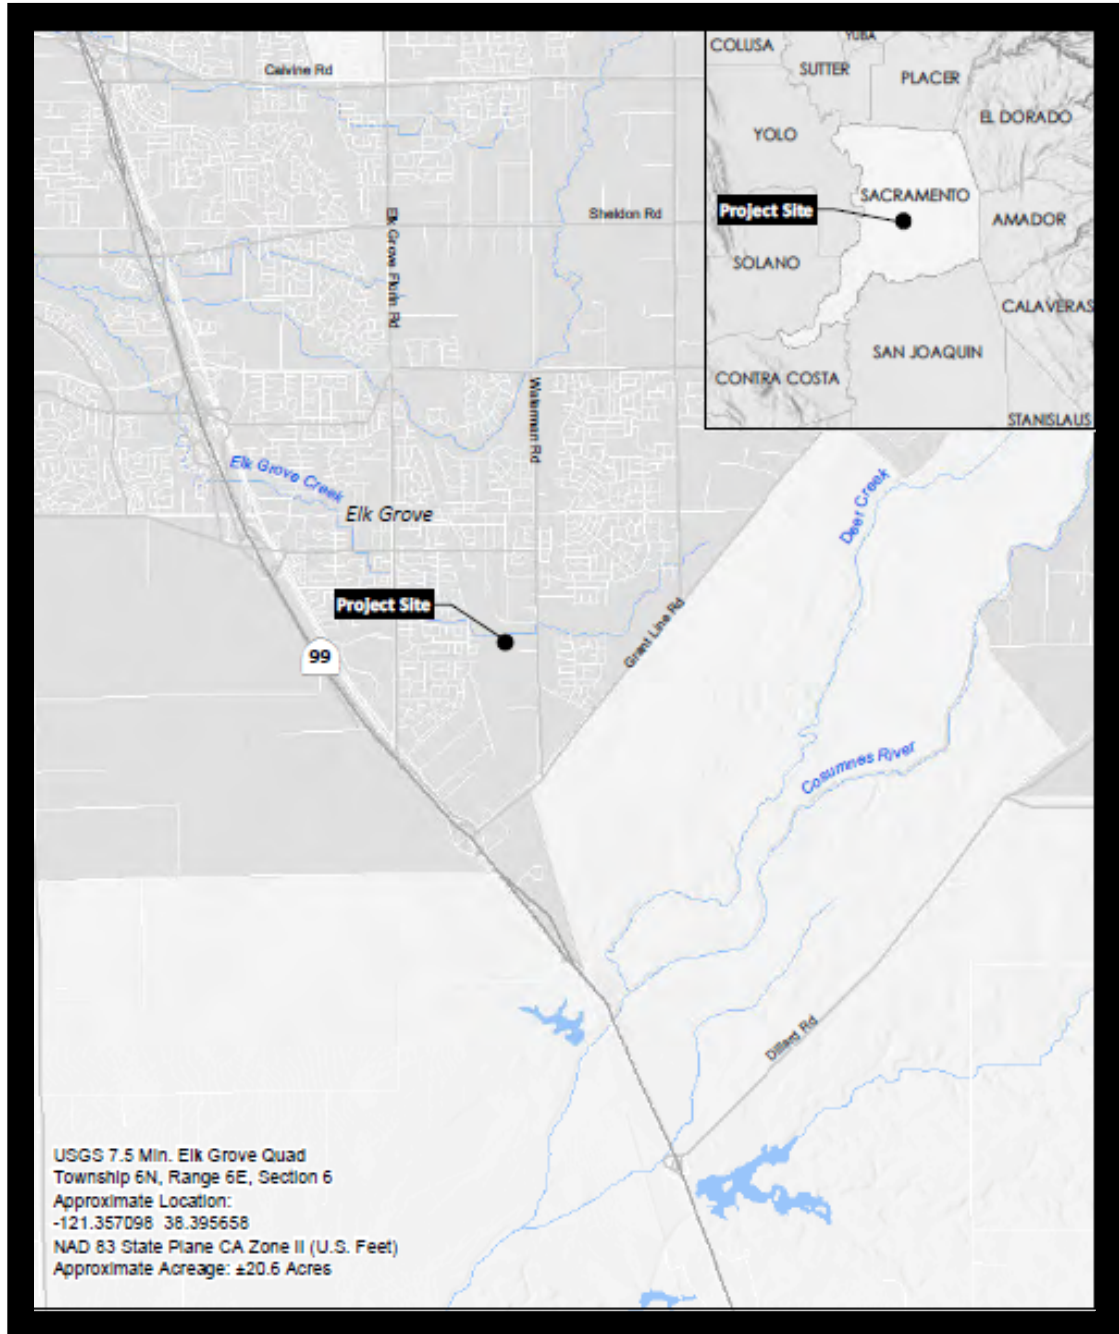 Calvine Rd
Sheldon Rd
Elk Grove Florin Rd
Waterman Rd
Elk Grove Creek
Elk Grove
Project Site
99
Grant Line Rd
Deer Creek
Cosumnes River
Dillard Rd
COLUSA
YUBA
SUTTER
PLACER
YOLO
EL DORADO
SACRAMENTO
Project Site
AMADOR
SOLANO
CALAVERAS
SAN JOAQUIN
CONTRA COSTA
STANISLAUS
USGS 7.5 Min. Elk Grove Quad
Township 6N, Range 6E, Section 6
Approximate Location:
-121.357098 38.395658
NAD 83 State Plane CA Zone II (U.S. Feet)
Approximate Acreage: ±20.6 Acres